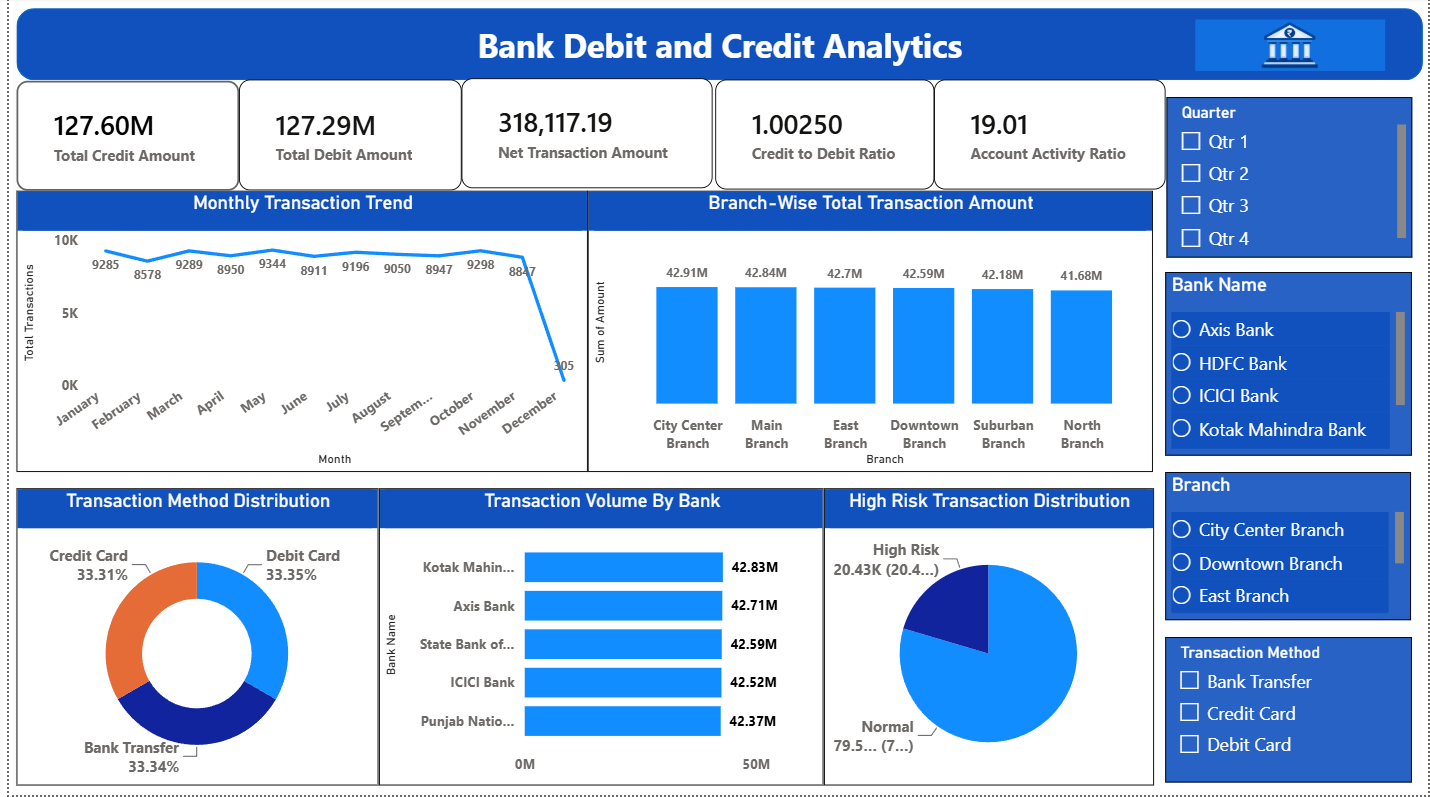 Bank Debit and Credit Analytics
127.60M
Total Credit Amount
127.29M
Total Debit Amount
318,117.19
Net Transaction Amount
1.00250
Credit to Debit Ratio
19.01
Account Activity Ratio
Quarter
Qtr 1
Qtr 2
Qtr 3
Qtr 4
Monthly Transaction Trend
Total Transactions
10K
5K
0K
9285
8578
9289
8950
9344
8911
9196
9050
8947
9298
8847
305
January
February
March
April
May
June
July
August
Septem...
October
November
December
Month
Branch-Wise Total Transaction Amount
Sum of Amount
42.91M
42.84M
42.7M
42.59M
42.18M
41.68M
City Center
Branch
Main
Branch
East
Branch
Downtown
Branch
Suburban
Branch
North
Branch
Branch
Bank Name
Axis Bank
HDFC Bank
ICICI Bank
Kotak Mahindra Bank
Transaction Method Distribution
Credit Card
33.31%
Debit Card
33.35%
Bank Transfer
33.34%
Transaction Volume By Bank
Bank Name
Kotak Mahin...
42.83M
Axis Bank
42.71M
State Bank of...
42.59M
ICICI Bank
42.52M
Punjab Natio...
42.37M
0M
50M
High Risk Transaction Distribution
High Risk
20.43K (20.4...)
Normal
79.5... (7...)
Branch
City Center Branch
Downtown Branch
East Branch
Transaction Method
Bank Transfer
Credit Card
Debit Card